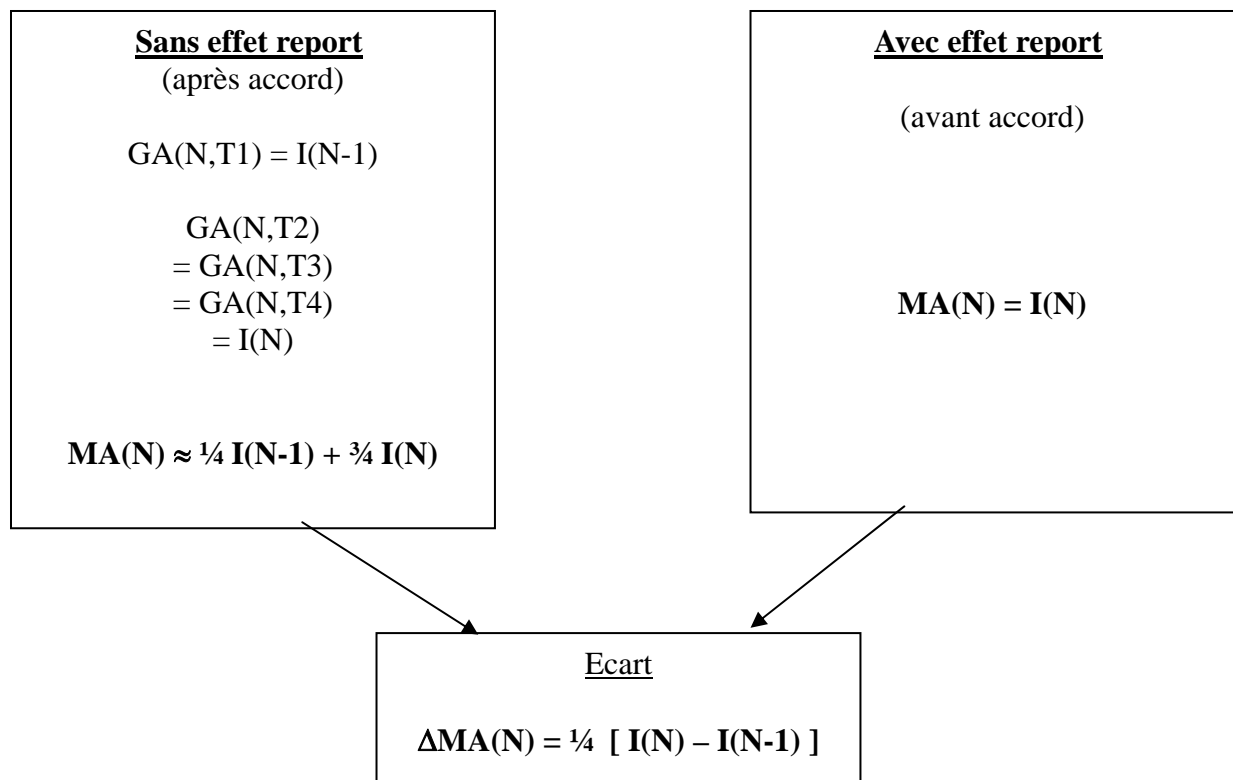 Sans effet report
(après accord)
GA(N,T1) = I(N-1)
GA(N,T2)
= GA(N,T3)
= GA(N,T4)
= I(N)
MA(N) ≈ ¼ I(N-1) + ¾ I(N)
Avec effet report
(avant accord)
MA(N) = I(N)
Ecart
ΔMA(N) = ¼ [ I(N) – I(N-1) ]